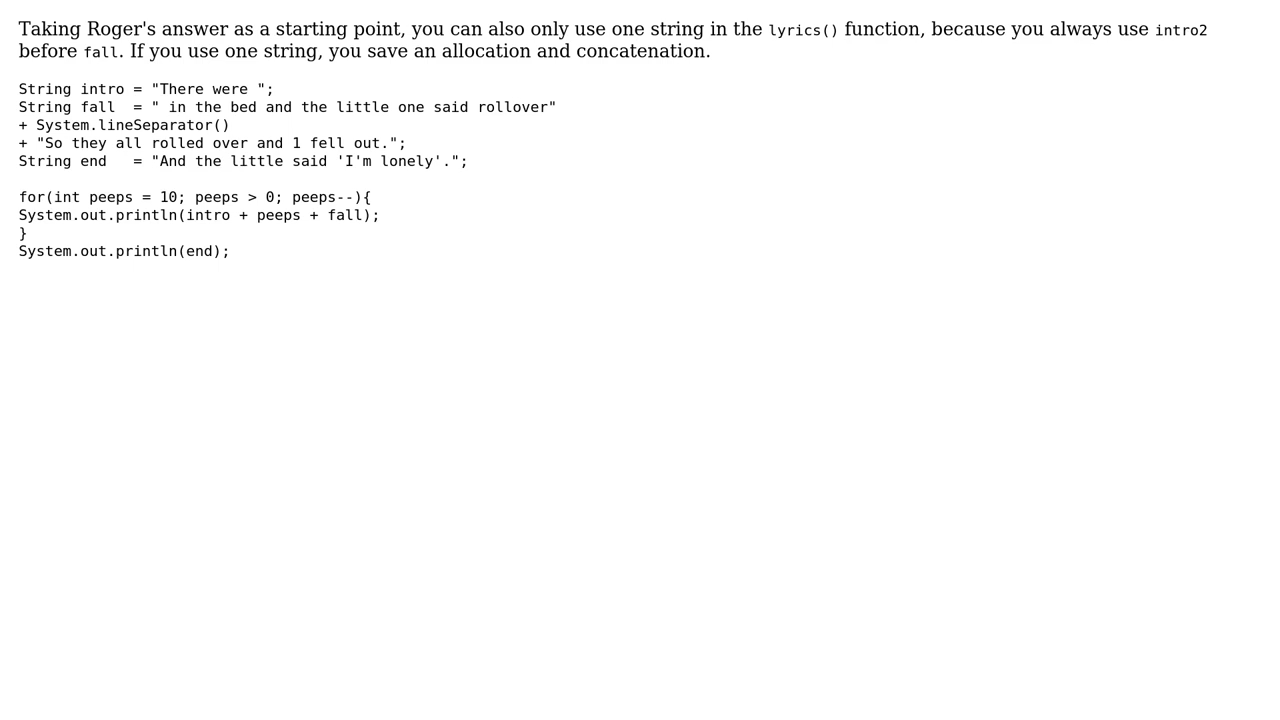 Taking Roger's answer as a starting point, you can also only use one string in the lyrics() function, because you always use intro2
before fall. If you use one string, you save an allocation and concatenation.
String intro = "There were ";
String fall  = " in the bed and the little one said rollover"
+ System.lineSeparator()
+ "So they all rolled over and 1 fell out.";
String end   = "And the little said 'I'm lonely'.";
for(int peeps = 10; peeps > 0; peeps--){
System.out.println(intro + peeps + fall);
}
System.out.println(end);